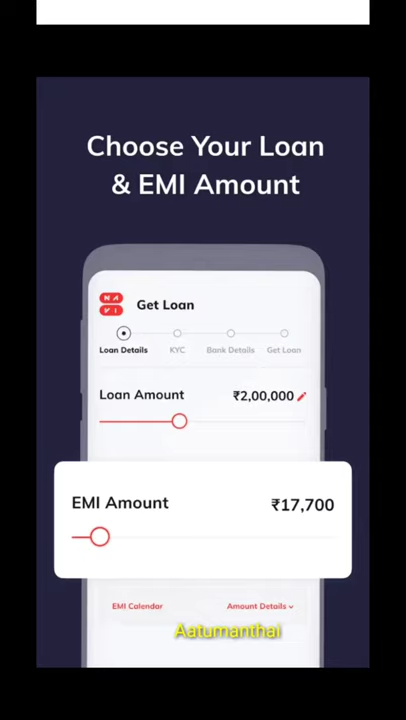 Choose Your Loan
& EMI Amount
NAVI
Get Loan
Loan Details KYC Bank Details Get Loan
Loan Amount ₹2,00,000
EMI Amount ₹17,700
EMI Calendar Amount Details
Aatumanthai